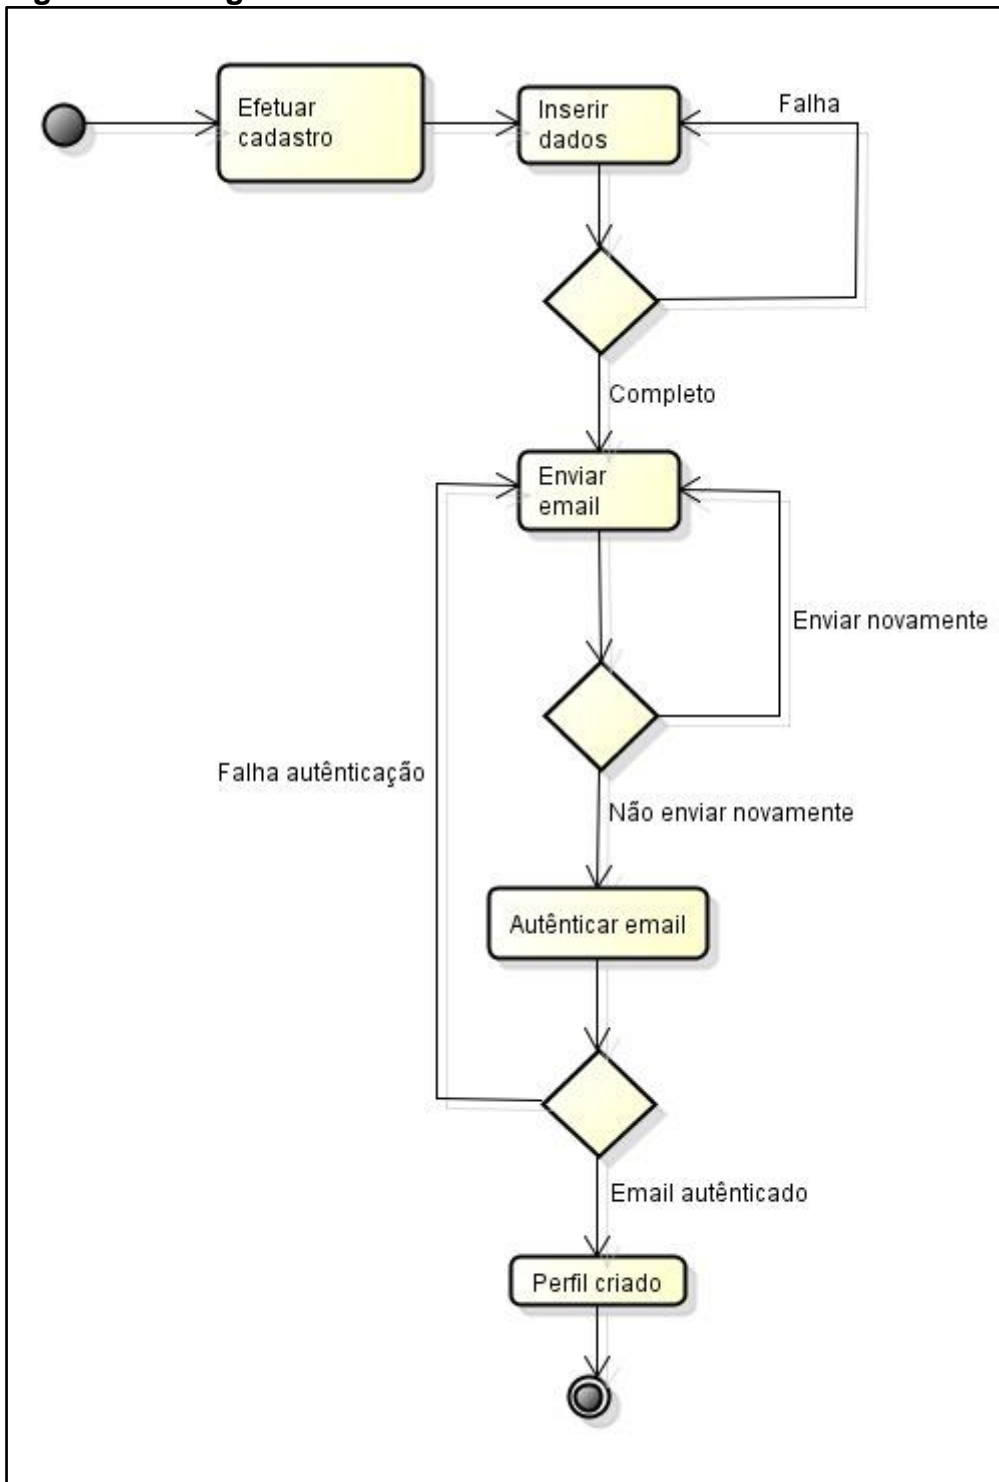 Efetuar
cadastro
Inserir
dados
Falha
Completo
Enviar
email
Enviar novamente
Falha autênticação
Não enviar novamente
Autênticar email
Email autênticado
Perfil criado